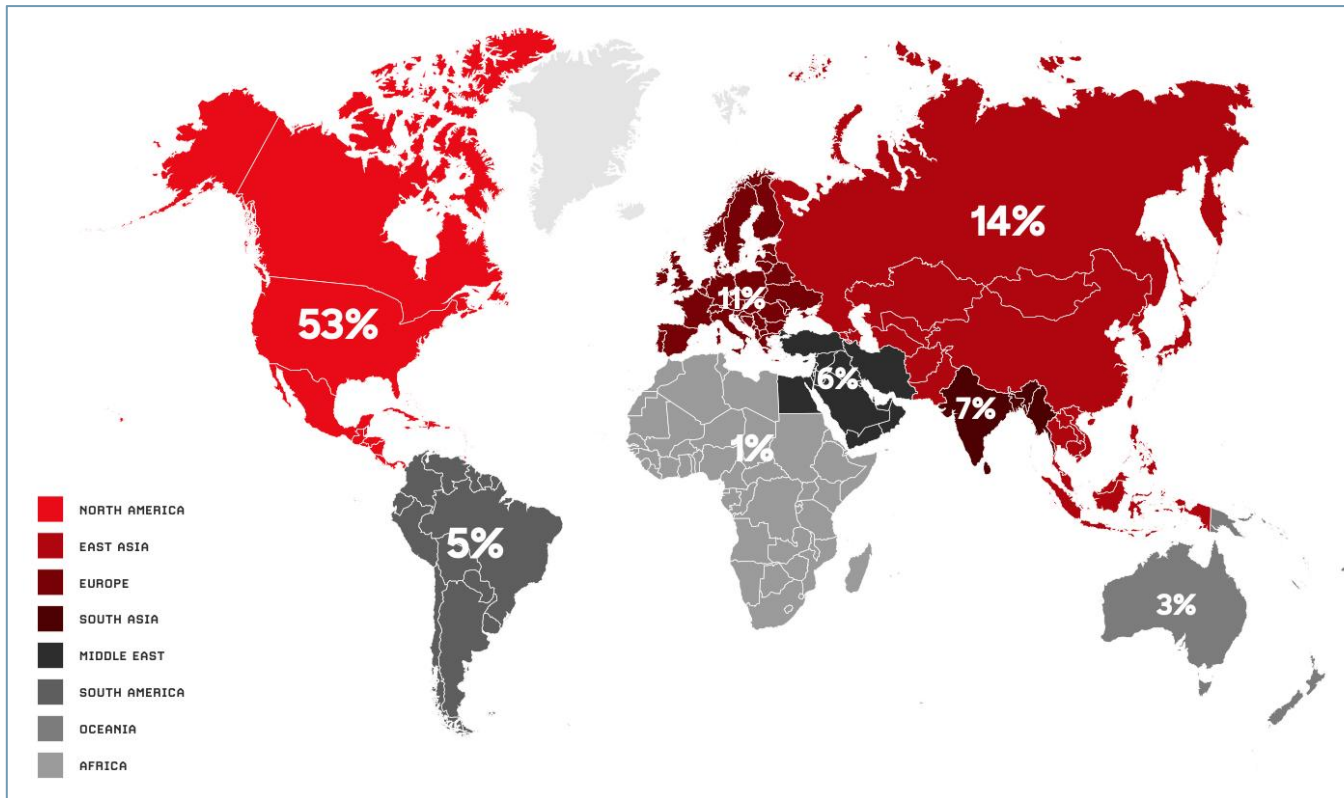 14%
11%
53%
6%
7%
1%
5%
3%
NORTH AMERICA
EAST ASIA
EUROPE
SOUTH ASIA
MIDDLE EAST
SOUTH AMERICA
OCEANIA
AFRICA